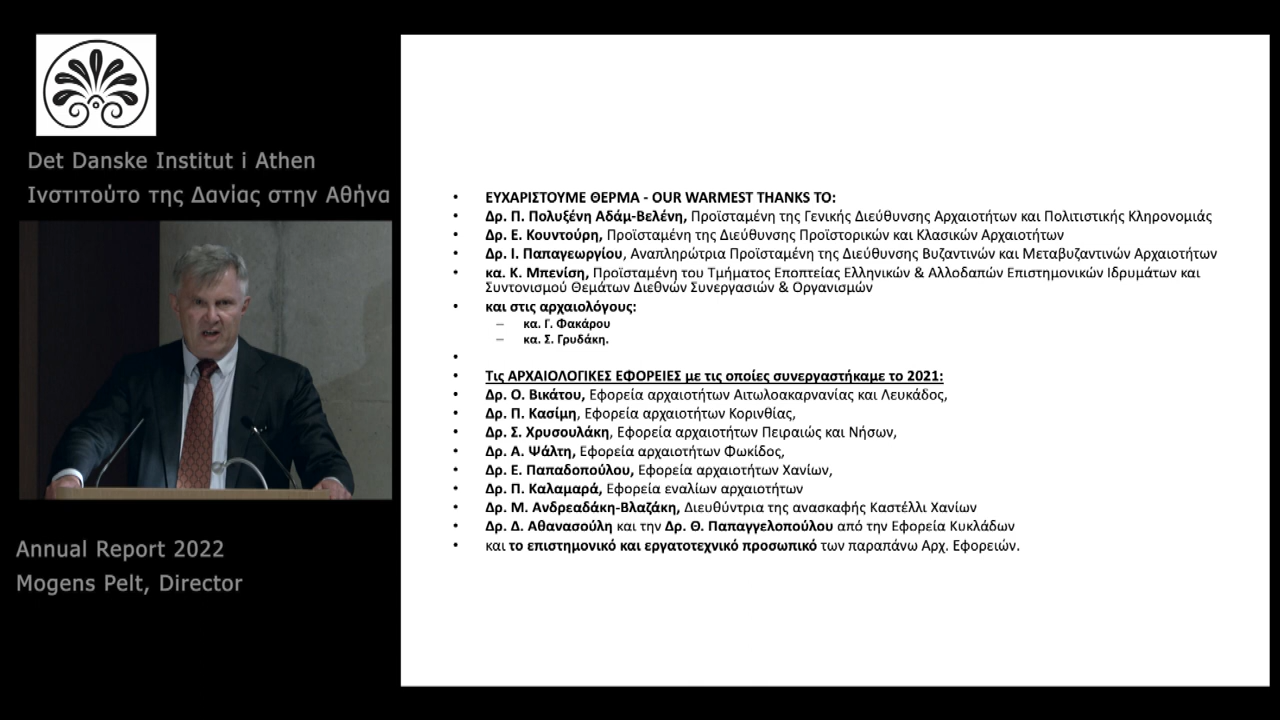 Det Danske Institut i Athen
Ινστιτούτο της Δανίας στην Αθήνα
Annual Report 2022
Mogens Pelt, Director
• ΕΥΧΑΡΙΣΤΟΥΜΕ ΘΕΡΜΑ - OUR WARMEST THANKS TO:
• Δρ. Π. Πολυξένη Αδάμ-Βελένη, Προϊσταμένη της Γενικής Διεύθυνσης Αρχαιοτήτων και Πολιτιστικής Κληρονομιάς
• Δρ. Ε. Κουντούρη, Προϊσταμένη της Διεύθυνσης Προϊστορικών και Κλασικών Αρχαιοτήτων
• Δρ. Ι. Παπαγεωργίου, Αναπληρώτρια Προϊσταμένη της Διεύθυνσης Βυζαντινών και Μεταβυζαντινών Αρχαιοτήτων
• κα. Κ. Μπενίση, Προϊσταμένη του Τμήματος Εποπτείας Ελληνικών & Αλλοδαπών Επιστημονικών Ιδρυμάτων και
Συντονισμού Θεμάτων Διεθνών Συνεργασιών & Οργανισμών
• και στις αρχαιολόγους:
– κα. Γ. Φακάρου
– κα. Σ. Γρυδάκη.
•
• Τις ΑΡΧΑΙΟΛΟΓΙΚΕΣ ΕΦΟΡΕΙΕΣ με τις οποίες συνεργαστήκαμε το 2021:
• Δρ. Ο. Βικάτου, Εφορεία αρχαιοτήτων Αιτωλοακαρνανίας και Λευκάδος,
• Δρ. Π. Κασίμη, Εφορεία αρχαιοτήτων Κορινθίας,
• Δρ. Σ. Χρυσουλάκη, Εφορεία αρχαιοτήτων Πειραιώς και Νήσων,
• Δρ. Α. Ψάλτη, Εφορεία αρχαιοτήτων Φωκίδος,
• Δρ. Ε. Παπαδοπούλου, Εφορεία αρχαιοτήτων Χανίων,
• Δρ. Π. Καλαμαρά, Εφορεία εναλίων αρχαιοτήτων
• Δρ. Μ. Ανδρεαδάκη-Βλαζάκη, Διευθύντρια της ανασκαφής Καστέλλι Χανίων
• Δρ. Δ. Αθανασούλη και την Δρ. Θ. Παπαγγελοπούλου από την Εφορεία Κυκλάδων
• και το επιστημονικό και εργατοτεχνικό προσωπικό των παραπάνω Αρχ. Εφορειών.